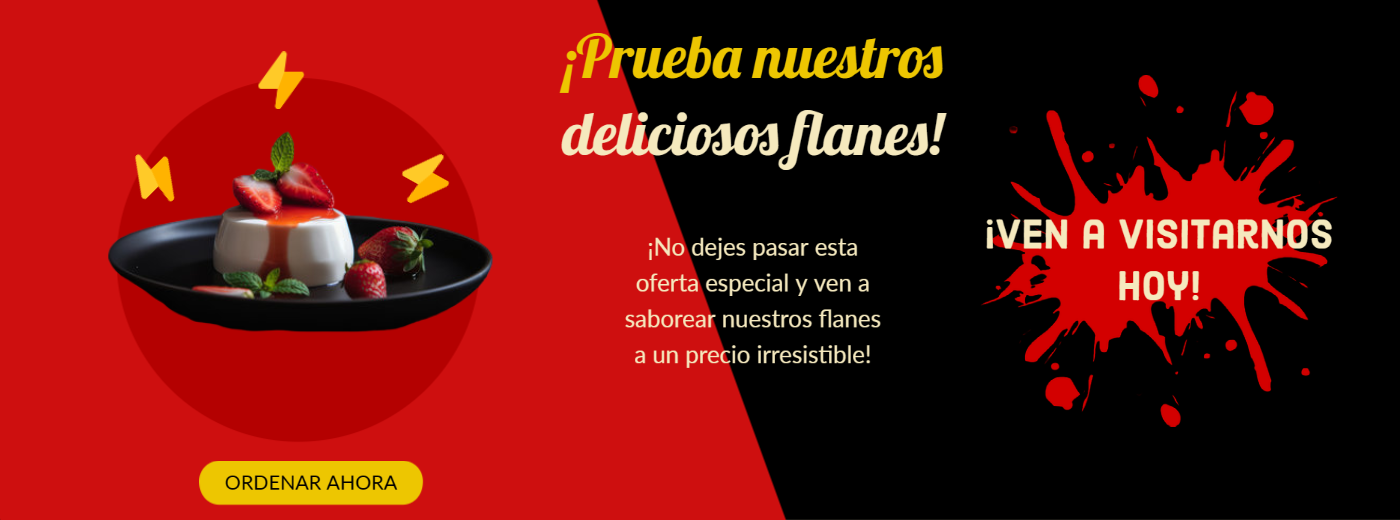 ¡Prueba nuestros
deliciosos flanes!
¡No dejes pasar esta
oferta especial y ven a
saborear nuestros flanes
a un precio irresistible!
¡VEN A VISITARNOS
HOY!
ORDENAR AHORA